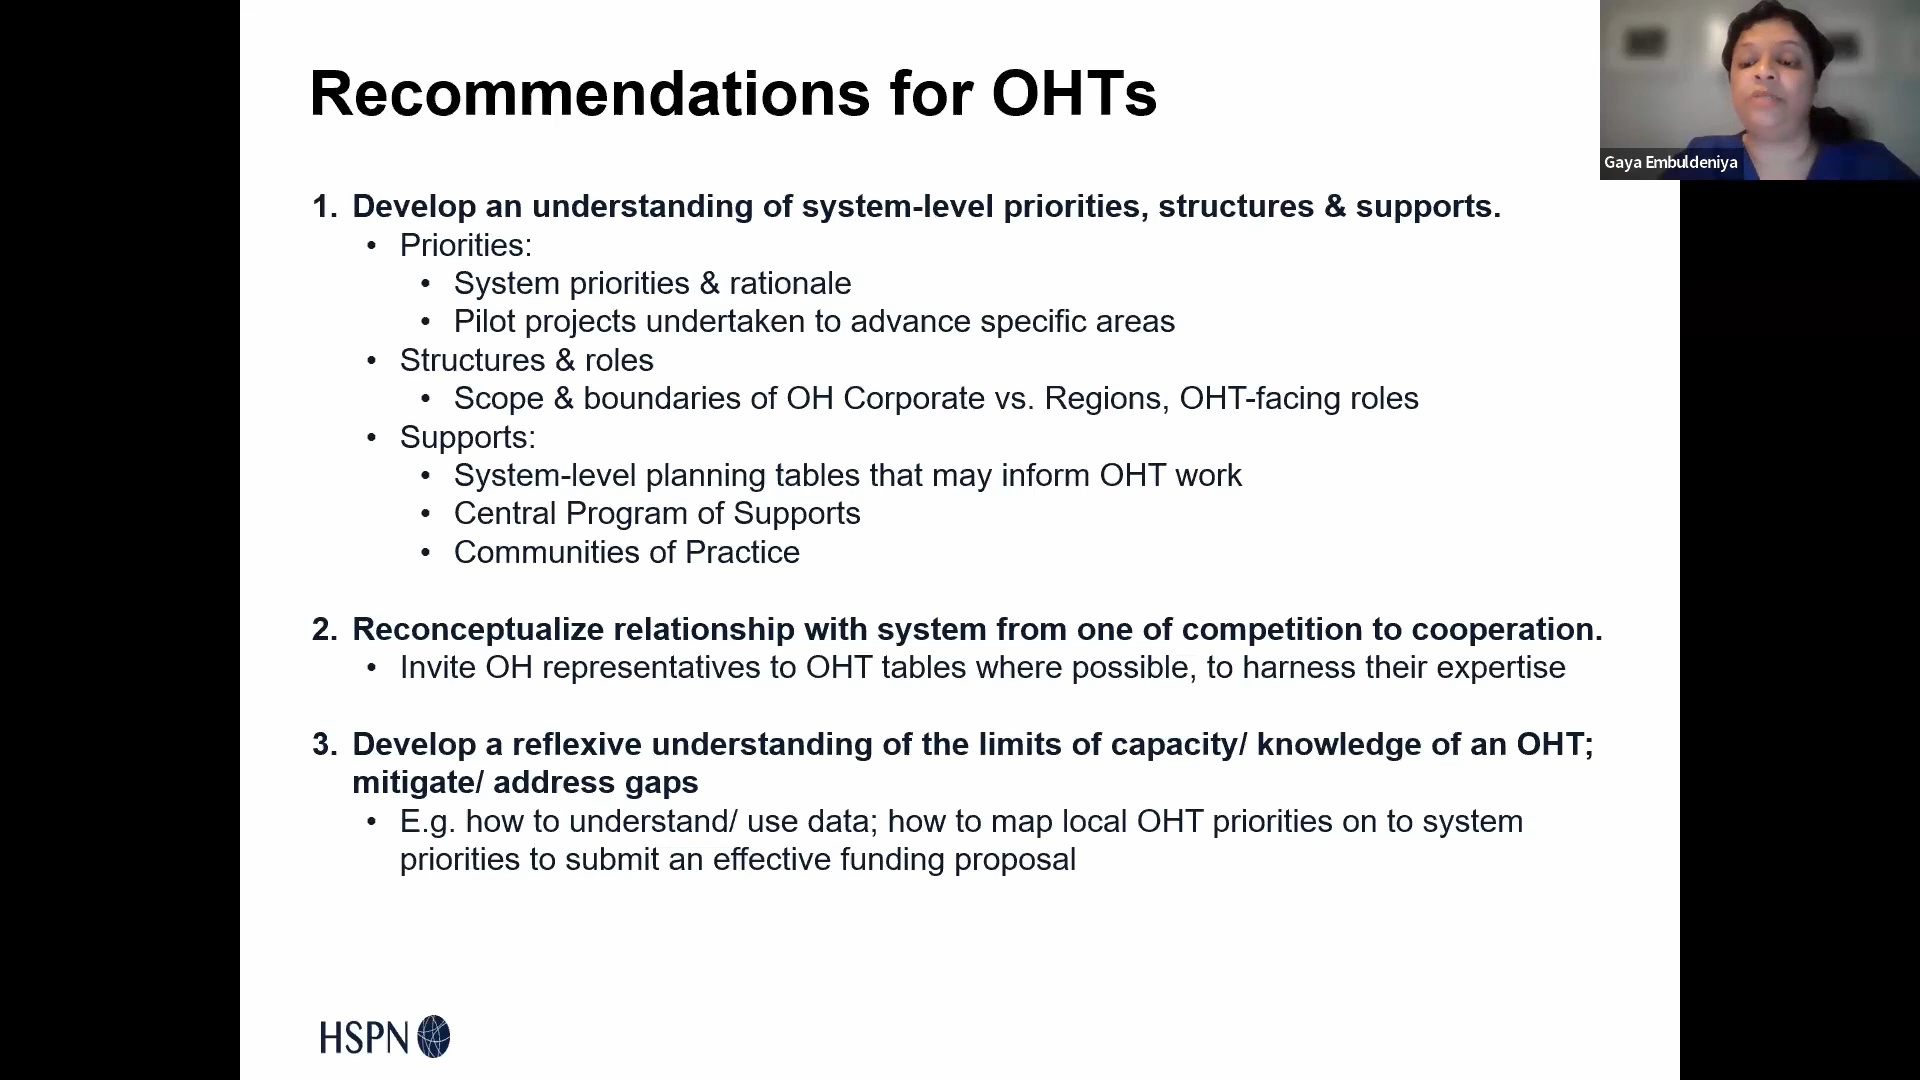 Recommendations for OHTs
Gaya Embuldeniya
1. Develop an understanding of system-level priorities, structures & supports.
• Priorities:
• System priorities & rationale
• Pilot projects undertaken to advance specific areas
• Structures & roles
• Scope & boundaries of OH Corporate vs. Regions, OHT-facing roles
• Supports:
• System-level planning tables that may inform OHT work
• Central Program of Supports
• Communities of Practice
2. Reconceptualize relationship with system from one of competition to cooperation.
• Invite OH representatives to OHT tables where possible, to harness their expertise
3. Develop a reflexive understanding of the limits of capacity/ knowledge of an OHT;
mitigate/ address gaps
• E.g. how to understand/ use data; how to map local OHT priorities on to system
priorities to submit an effective funding proposal
HSPN